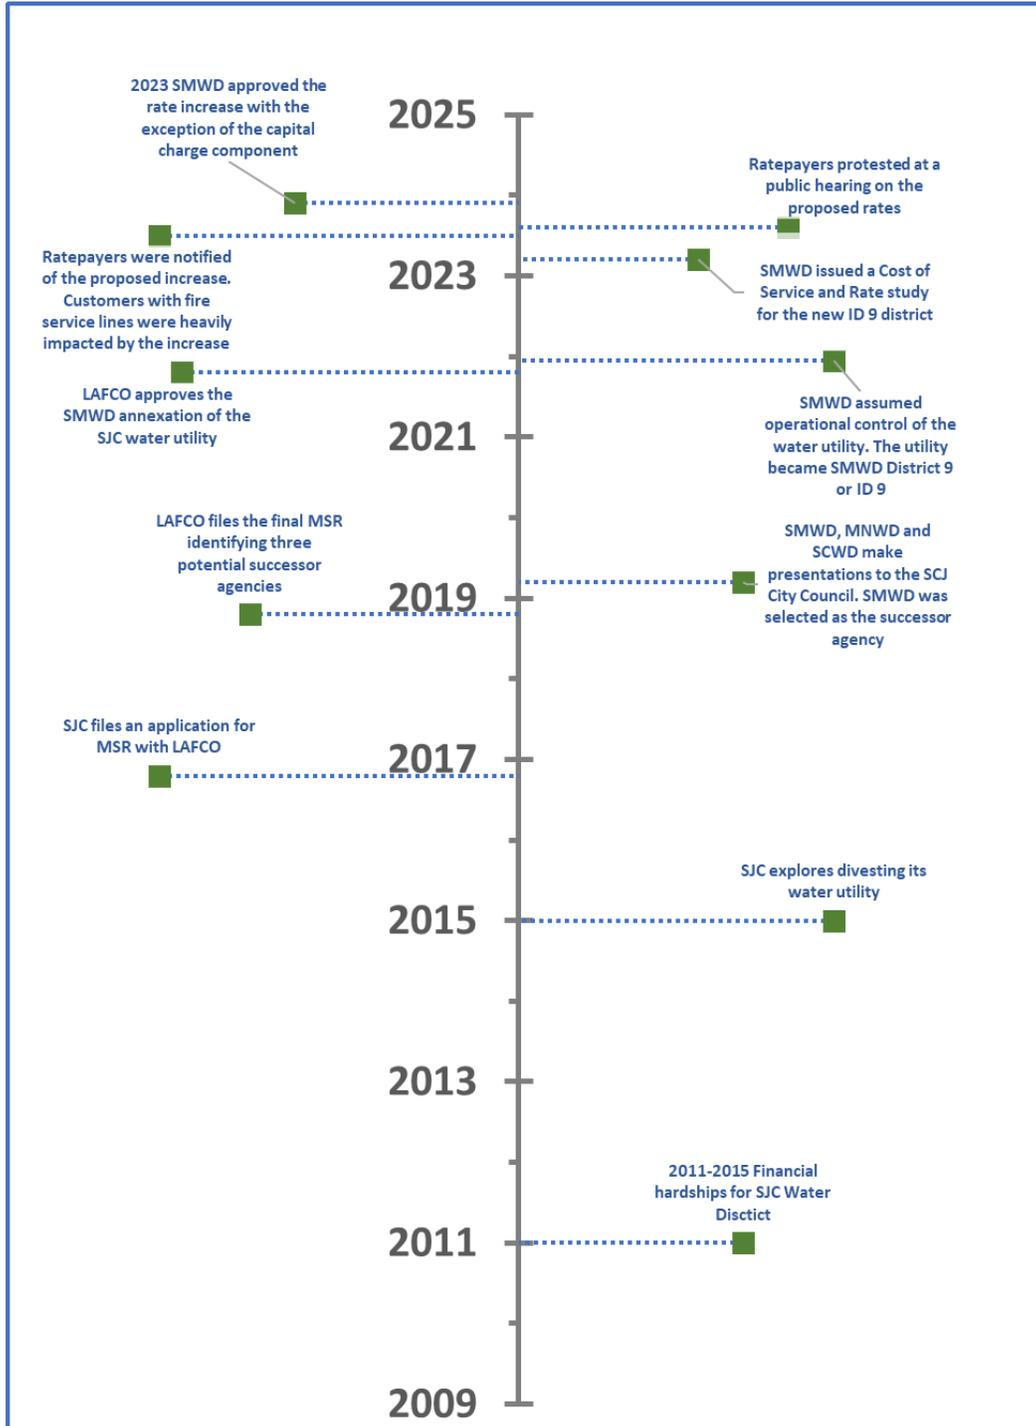 2023 SMWD approved the
rate increase with the
exception of the capital
charge component
2025
Ratepayers protested at a
public hearing on the
proposed rates
Ratepayers were notified
of the proposed increase.
Customers with fire
service lines were heavily
impacted by the increase
2023
SMWD issued a Cost of
Service and Rate study
for the new ID 9 district
LAFCO approves the
SMWD annexation of the
SJC water utility
2021
SMWD assumed
operational control of the
water utility. The utility
became SMWD District 9
or ID 9
LAFCO files the final MSR
identifying three
potential successor
agencies
2019
SMWD, MNWD and
SCWD make
presentations to the SCJ
City Council. SMWD was
selected as the successor
agency
SJC files an application for
MSR with LAFCO
2017
SJC explores divesting its
water utility
2015
2013
2011-2015 Financial
hardships for SJC Water
Disctict
2011
2009